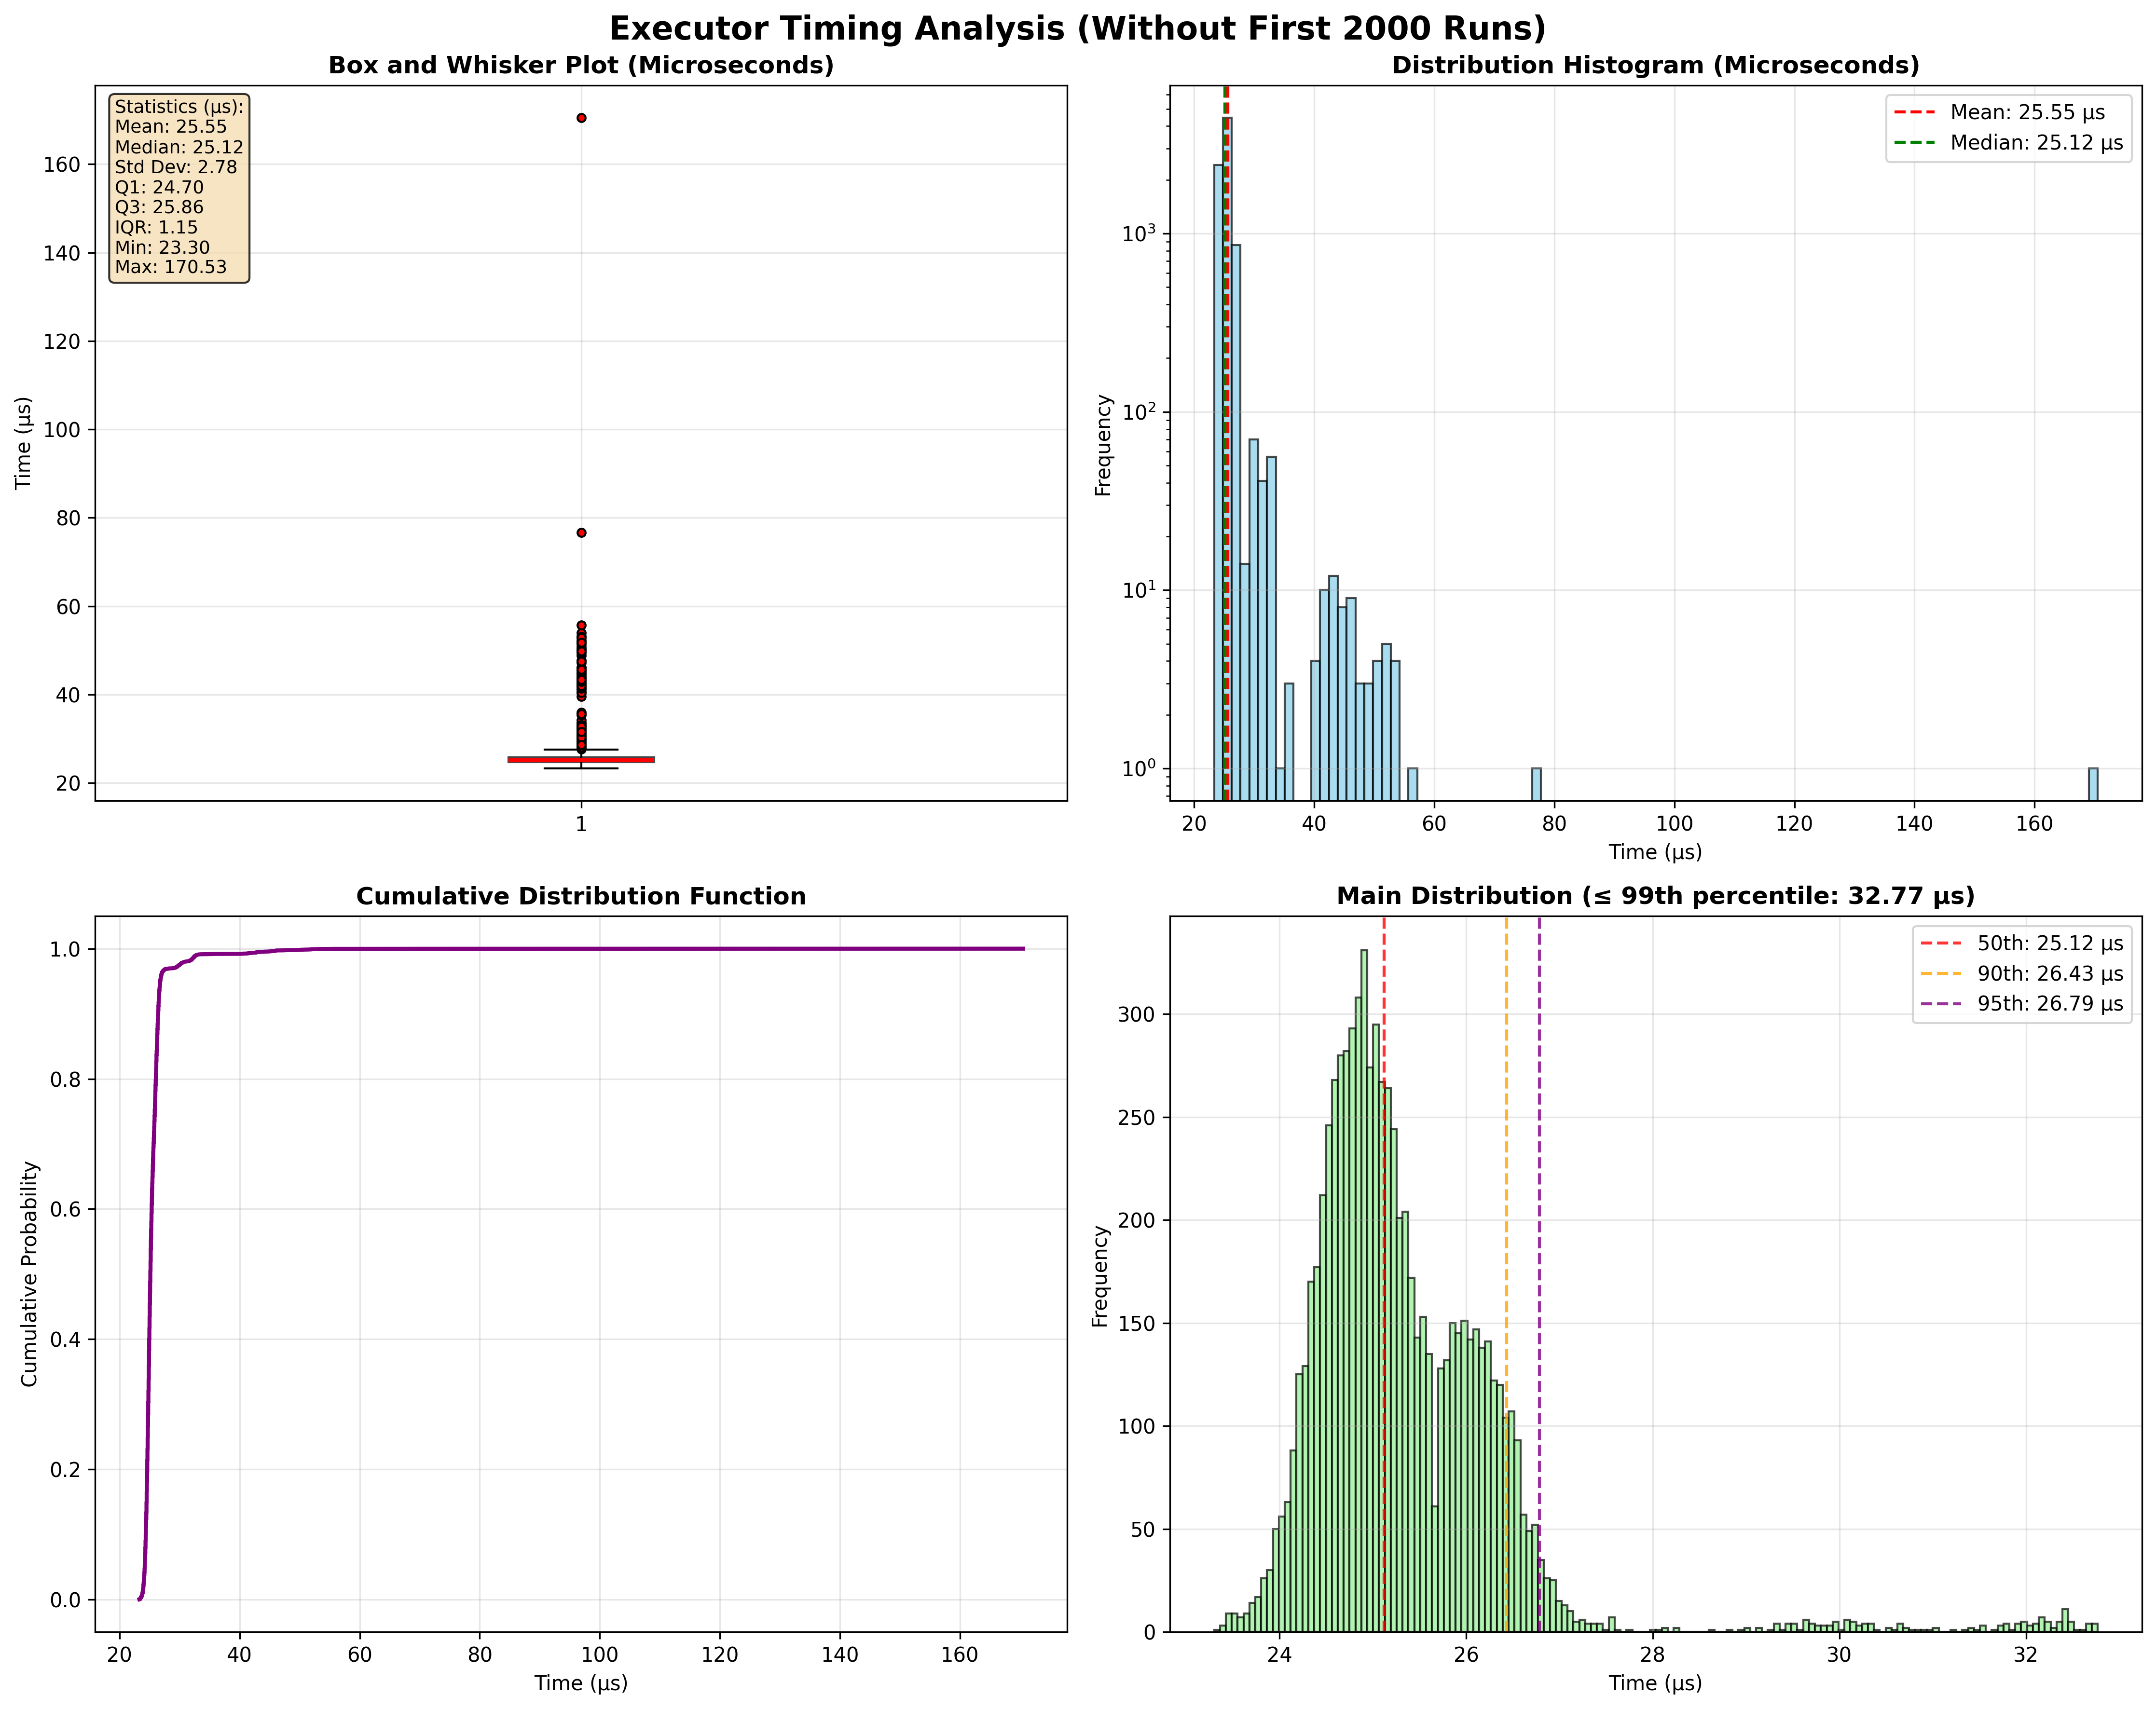 Executor Timing Analysis (Without First 2000 Runs)
Box and Whisker Plot (Microseconds)
Statistics (µs):
Mean: 25.55
Median: 25.12
Std Dev: 2.78
Q1: 24.70
Q3: 25.86
IQR: 1.15
Min: 23.30
Max: 170.53
Time (µs)
160
140
120
100
80
60
40
20
1
Distribution Histogram (Microseconds)
Mean: 25.55 µs
Median: 25.12 µs
Frequency
10³
10²
10¹
10⁰
20 40 60 80 100 120 140 160
Time (µs)
Cumulative Distribution Function
Cumulative Probability
1.0
0.8
0.6
0.4
0.2
0.0
20 40 60 80 100 120 140 160
Time (µs)
Main Distribution (≤ 99th percentile: 32.77 µs)
50th: 25.12 µs
90th: 26.43 µs
95th: 26.79 µs
Frequency
300
250
200
150
100
50
0
24 26 28 30 32
Time (µs)